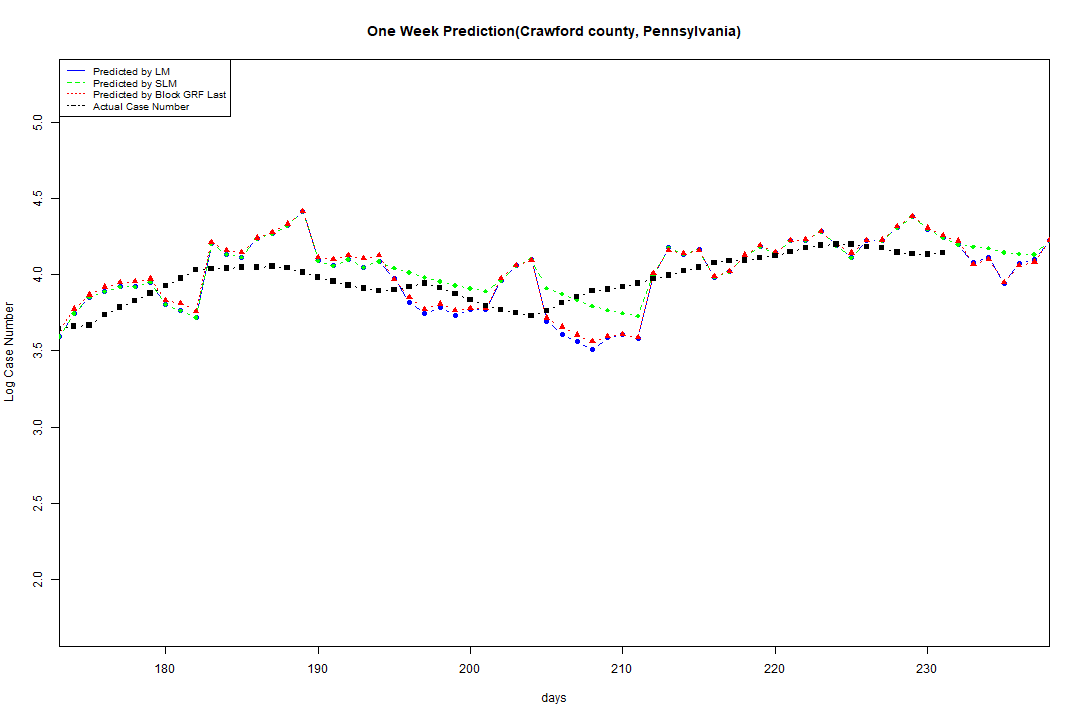 One Week Prediction(Crawford county, Pennsylvania)
Predicted by LM
Predicted by SLM
Predicted by Block GRF Last
Actual Case Number
5.0
4.5
4.0
3.5
3.0
2.5
2.0
Log Case Number
180 190 200 210 220 230
days